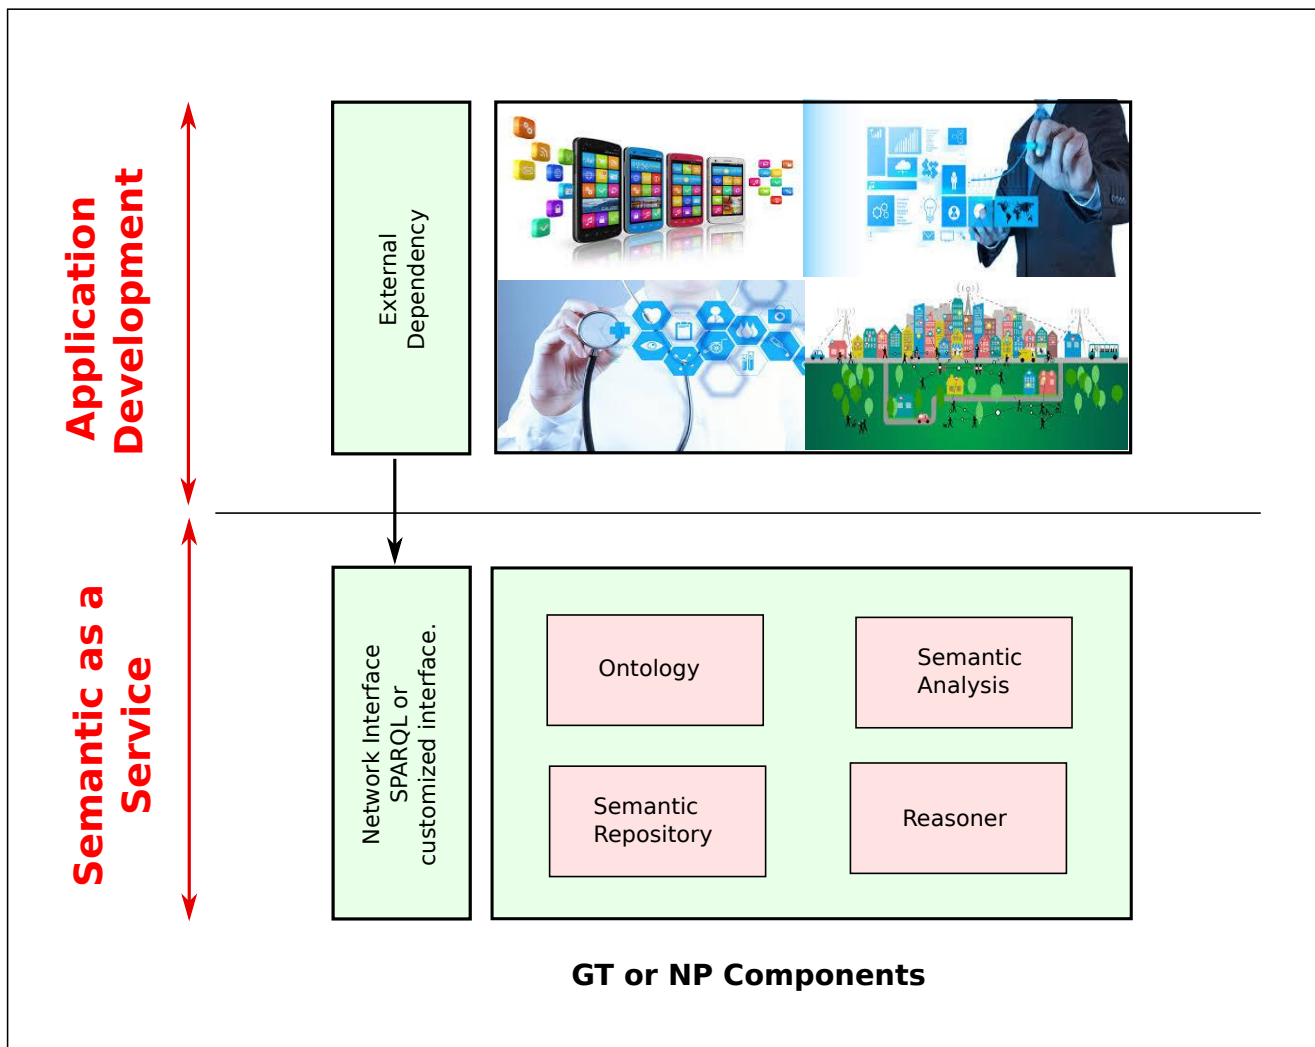 Application
Development
External
Dependency
Semantic as a
Service
Network Interface
SPARQL or
customized interface.
Ontology
Semantic
Analysis
Semantic
Repository
Reasoner
GT or NP Components